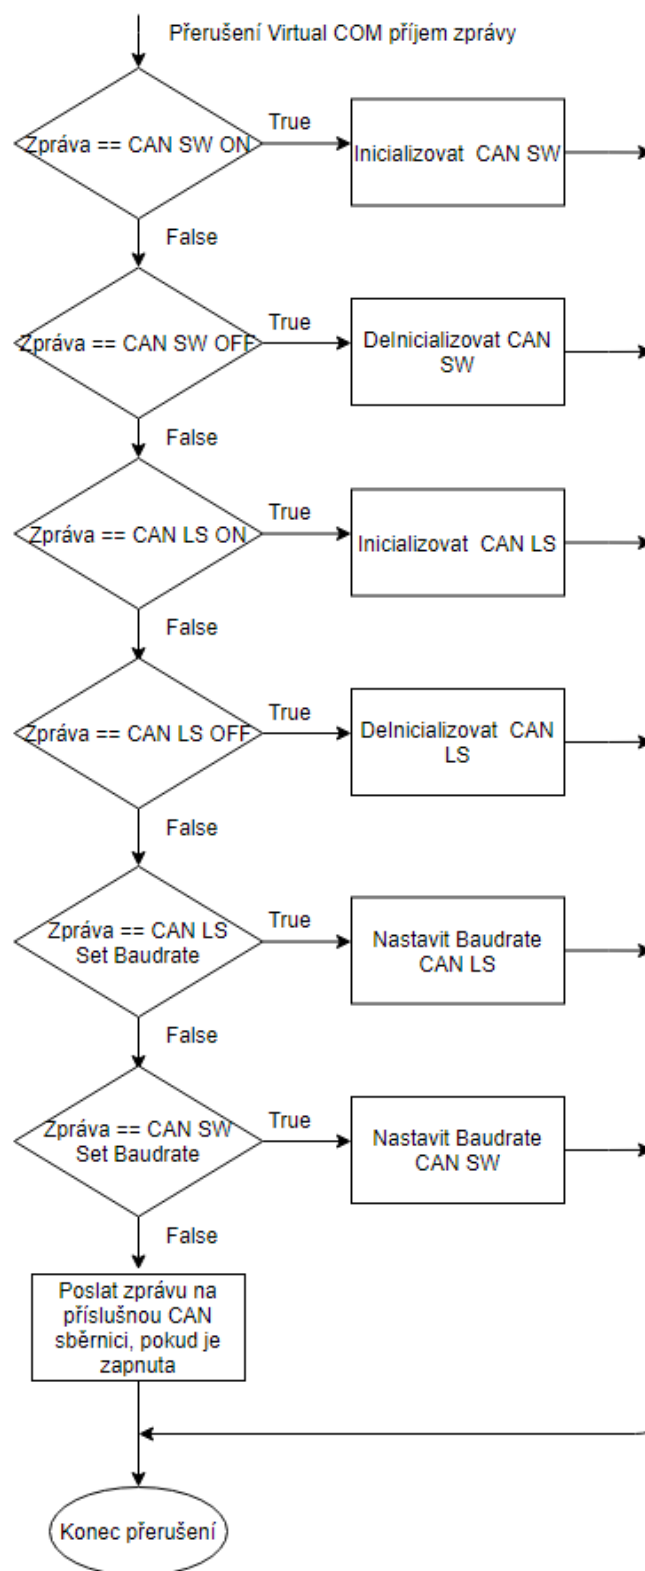 Přerušení Virtual COM příjem zprávy
Zpráva == CAN SW ON
True
Inicializovat CAN SW
False
Zpráva == CAN SW OFF
True
DeInicializovat CAN
SW
False
Zpráva == CAN LS ON
True
Inicializovat CAN LS
False
Zpráva == CAN LS OFF
True
DeInicializovat CAN
LS
False
Zpráva == CAN LS
Set Baudrate
True
Nastavit Baudrate
CAN LS
False
Zpráva == CAN SW
Set Baudrate
True
Nastavit Baudrate
CAN SW
False
Poslat zprávu na
příslušnou CAN
sběrnici, pokud je
zapnuta
Konec přerušení